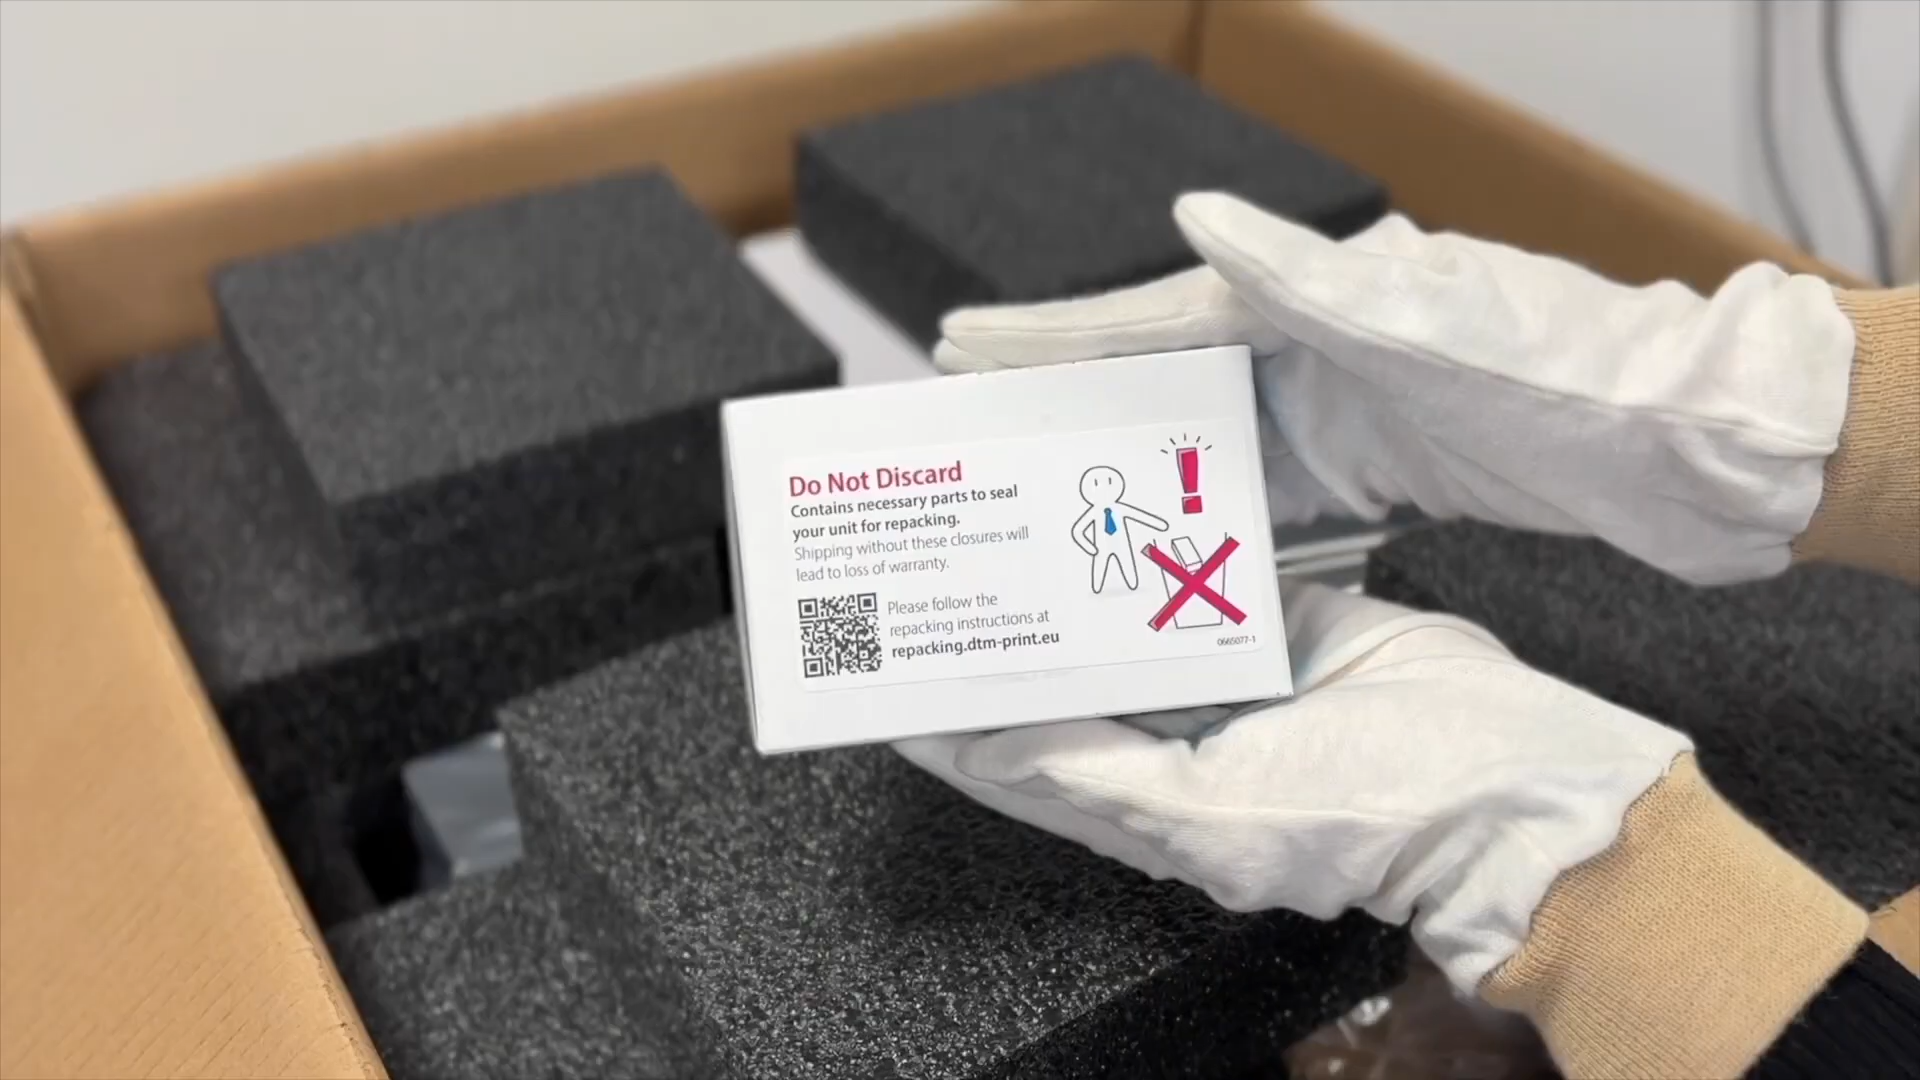 Do Not Discard
Contains necessary parts to seal
your unit for repacking.
Shipping without these closures will
lead to loss of warranty.
Please follow the
repacking instructions at
repacking.dtm-print.eu
0665077-1